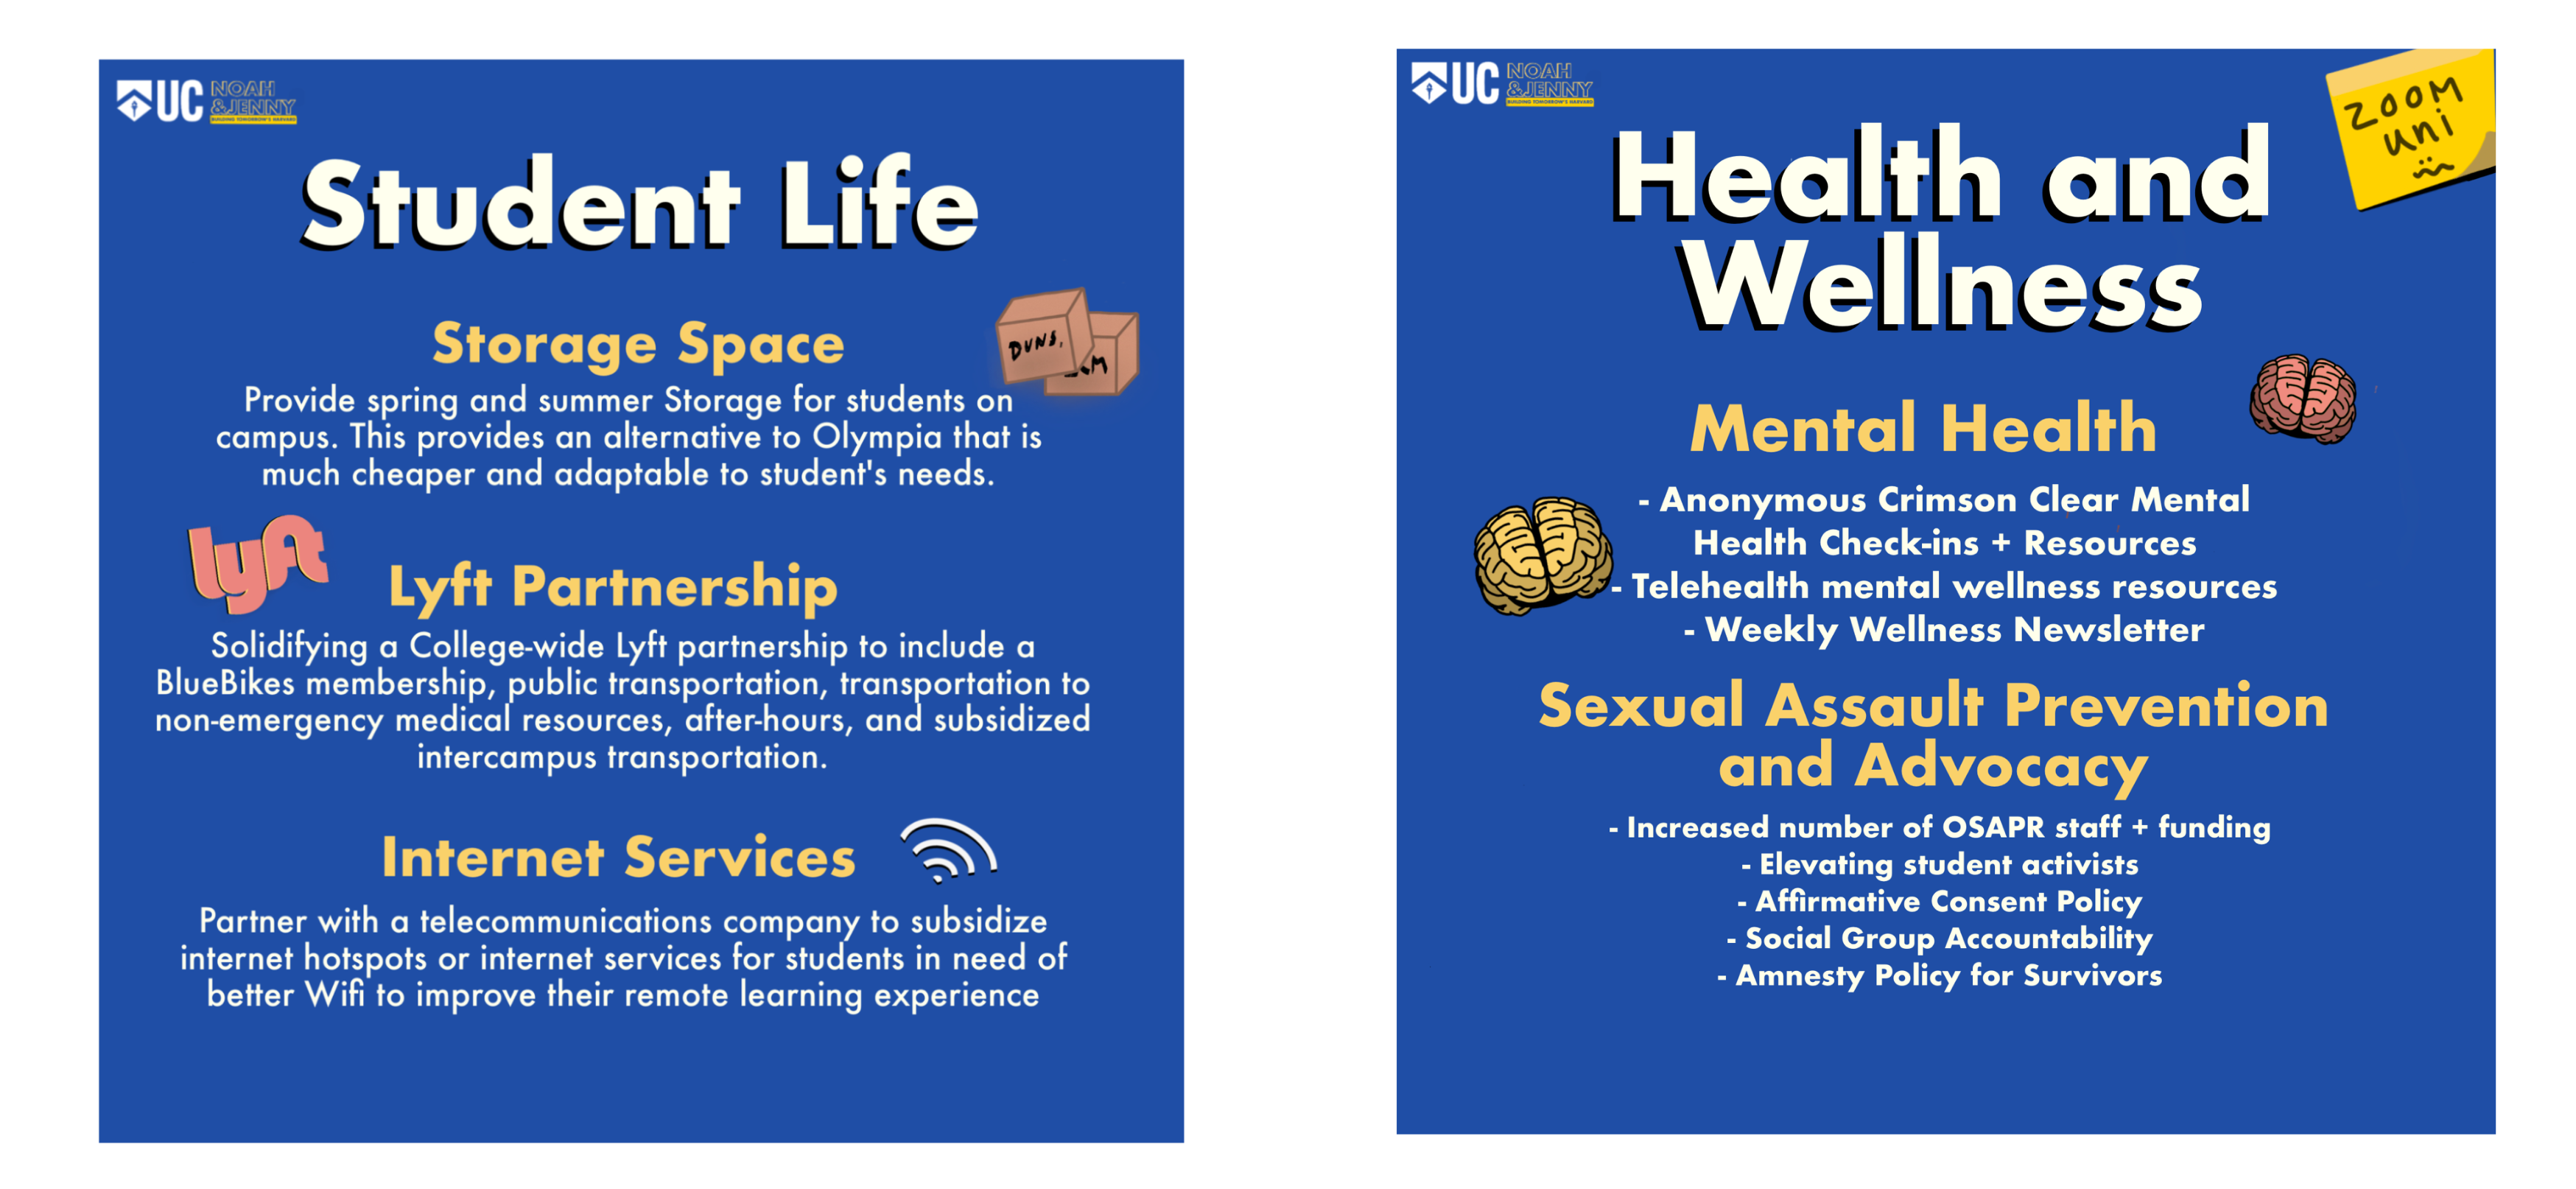 UC NOAH
&JENNY
BUILDING TOMORROW'S HARVARD
Student Life
Storage Space
DUNS.
Provide spring and summer Storage for students on
campus. This provides an alternative to Olympia that is
much cheaper and adaptable to student's needs.
lyft
Lyft Partnership
Solidifying a College-wide Lyft partnership to include a
BlueBikes membership, public transportation, transportation to
non-emergency medical resources, after-hours, and subsidized
intercampus transportation.
Internet Services
Partner with a telecommunications company to subsidize
internet hotspots or internet services for students in need of
better Wifi to improve their remote learning experience
UC NOAH
&JENNY
BUILDING TOMORROW'S HARVARD
ZOOM
uni
Health and
Wellness
Mental Health
- Anonymous Crimson Clear Mental
Health Check-ins + Resources
- Telehealth mental wellness resources
- Weekly Wellness Newsletter
Sexual Assault Prevention
and Advocacy
- Increased number of OSAPR staff + funding
- Elevating student activists
- Affirmative Consent Policy
- Social Group Accountability
- Amnesty Policy for Survivors